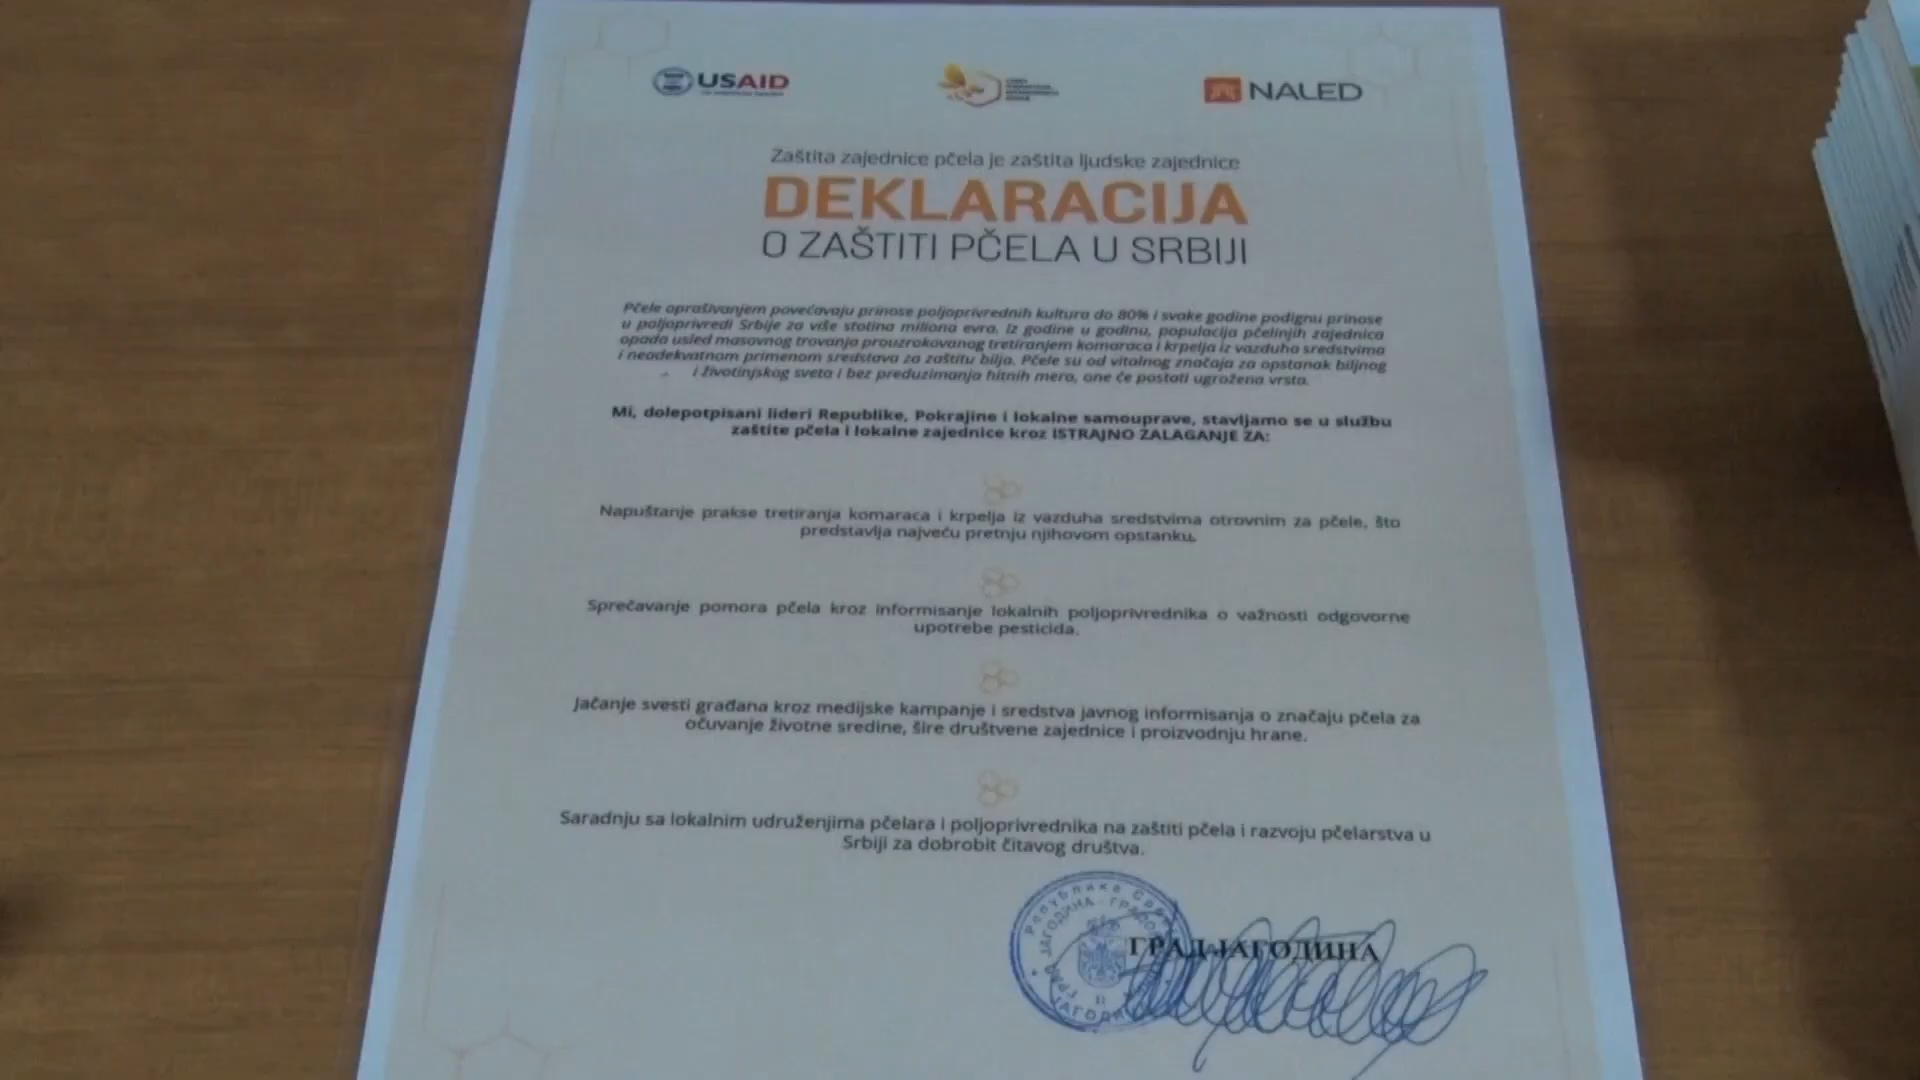 USAID
NALED
Zaštita zajednice pčela je zaštita ljudske zajednice
DEKLARACIJA
O ZAŠTITI PČELA U SRBIJI
Pčele oprašivanjem povećavaju prinose poljoprivrednih kultura do 80% i svake godine podignu prinose
u poljoprivredi Srbije za više stotina miliona evra. Iz godine u godinu, populacija pčelinjih zajednica
opada usled masovnog trovanja prouzrokovanog tretiranjem komaraca i krpelja iz vazduha sredstvima
i neadekvatnom primenom sredstava za zaštitu bilja. Pčele su od vitalnog značaja za opstanak biljnog
i životinjskog sveta i bez preduzimanja hitnih mera, one će postati ugrožena vrsta.
Mi, dolepotpisani lideri Republike, Pokrajine i lokalne samouprave, stavljamo se u službu
zaštite pčela i lokalne zajednice kroz ISTRAJNO ZALAGANJE ZA:
Napuštanje prakse tretiranja komaraca i krpelja iz vazduha sredstvima otrovnim za pčele, što
predstavlja najveću pretnju njihovom opstanku.
Sprečavanje pomora pčela kroz informisanje lokalnih poljoprivrednika o važnosti odgovorne
upotrebe pesticida.
Jačanje svesti građana kroz medijske kampanje i sredstva javnog informisanja o značaju pčela za
očuvanje životne sredine, šire društvene zajednice i proizvodnju hrane.
Saradnju sa lokalnim udruženjima pčelara i poljoprivrednika na zaštiti pčela i razvoju pčelarstva u
Srbiji za dobrobit čitavog društva.
ГРАД ЈАГОДИНА